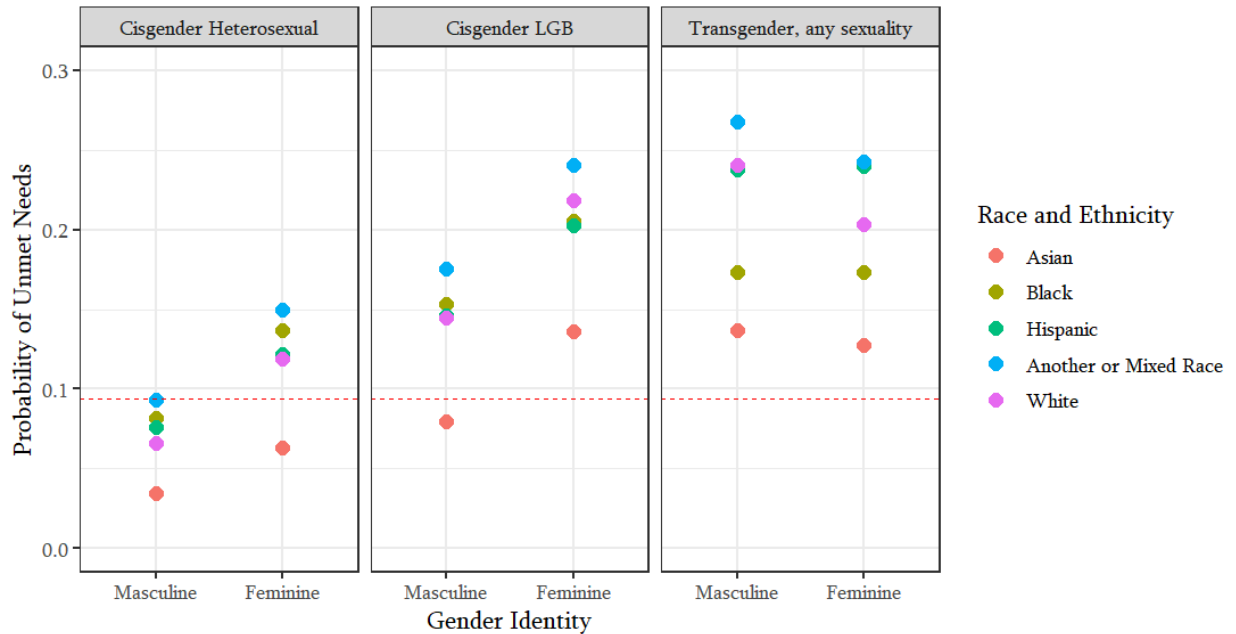 Cisgender Heterosexual
Cisgender LGB
Transgender, any sexuality
Probability of Unmet Needs
0.3
0.2
0.1
0.0
Masculine
Feminine
Masculine
Feminine
Masculine
Feminine
Gender Identity
Race and Ethnicity
Asian
Black
Hispanic
Another or Mixed Race
White